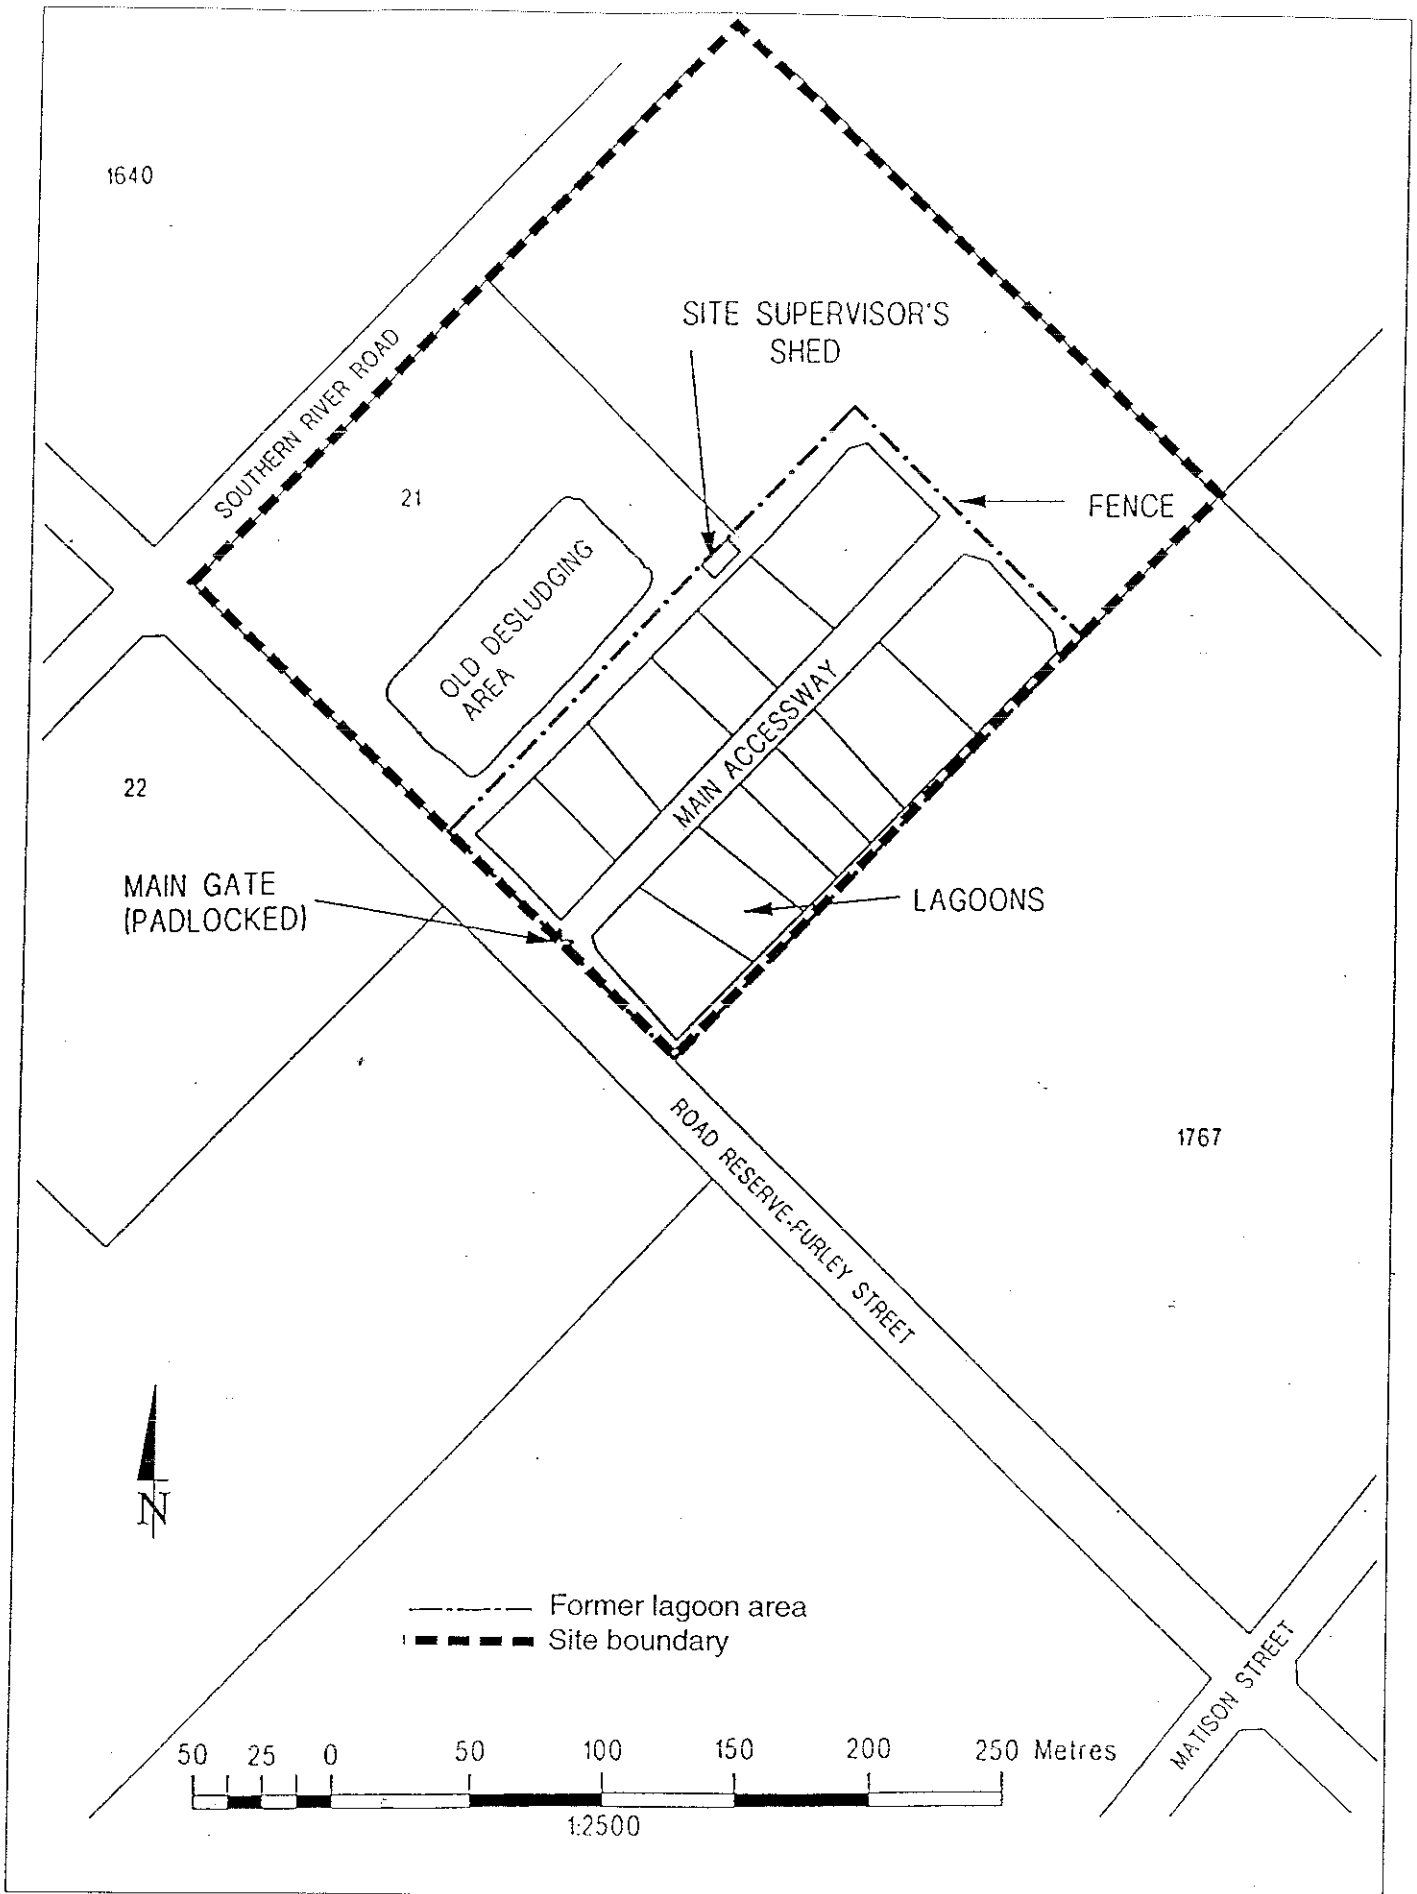 1640
SITE SUPERVISOR'S
SHED
SOUTHERN RIVER ROAD
21
FENCE
OLD DESLUDGING
AREA
MAIN ACCESSWAY
22
MAIN GATE
(PADLOCKED)
LAGOONS
ROAD RESERVE-FURLEY STREET
1767
N
Former lagoon area
Site boundary
MATISON STREET
50 25 0 50 100 150 200 250 Metres
1:2500